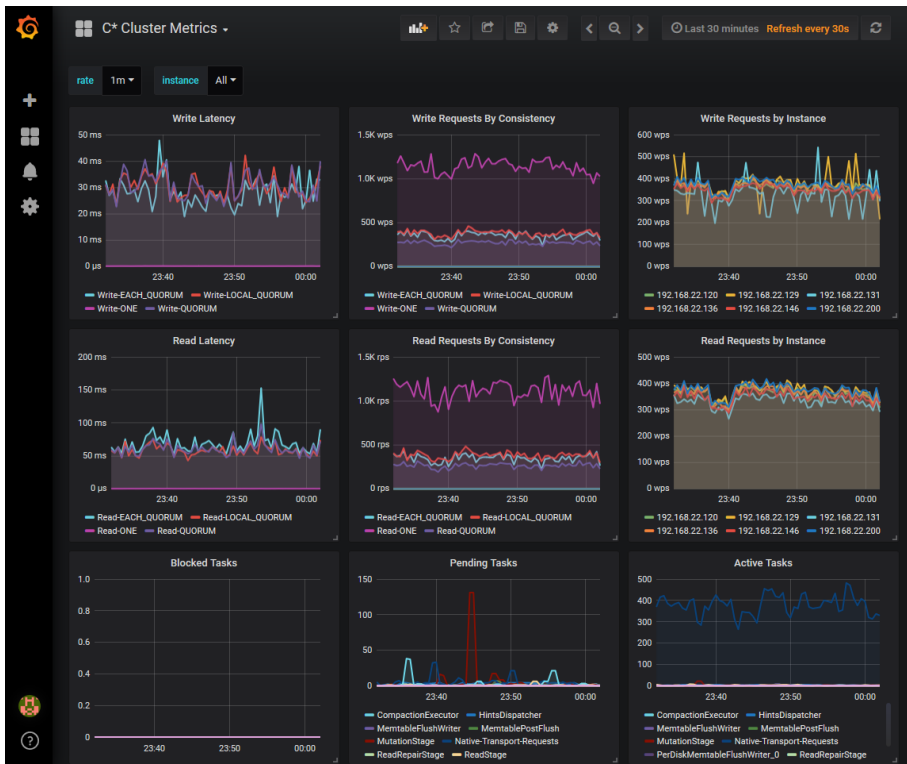 C* Cluster Metrics
Last 30 minutes Refresh every 30s
rate 1m instance All
Write Latency
50 ms
40 ms
30 ms
20 ms
10 ms
0 µs
23:40 23:50 00:00
Write-EACH_QUORUM Write-LOCAL_QUORUM
Write-ONE Write-QUORUM
Write Requests By Consistency
1.5K wps
1.0K wps
500 wps
0 wps
23:40 23:50 00:00
Write-EACH_QUORUM Write-LOCAL_QUORUM
Write-ONE Write-QUORUM
Write Requests by Instance
600 wps
500 wps
400 wps
300 wps
200 wps
100 wps
0 wps
23:40 23:50 00:00
192.168.22.120 192.168.22.129 192.168.22.131
192.168.22.136 192.168.22.146 192.168.22.200
Read Latency
200 ms
150 ms
100 ms
50 ms
0 µs
23:40 23:50 00:00
Read-EACH_QUORUM Read-LOCAL_QUORUM
Read-ONE Read-QUORUM
Read Requests By Consistency
1.5K rps
1.0K rps
500 rps
0 rps
23:40 23:50 00:00
Read-EACH_QUORUM Read-LOCAL_QUORUM
Read-ONE Read-QUORUM
Read Requests by Instance
500 wps
400 wps
300 wps
200 wps
100 wps
0 wps
23:40 23:50 00:00
192.168.22.120 192.168.22.129 192.168.22.131
192.168.22.136 192.168.22.146 192.168.22.200
Blocked Tasks
1.0
0.8
0.6
0.4
0.2
0
23:40 23:50 00:00
Pending Tasks
150
100
50
0
23:40 23:50 00:00
CompactionExecutor HintsDispatcher
MemtableFlushWriter MemtablePostFlush
MutationStage Native-Transport-Requests
ReadRepairStage ReadStage
Active Tasks
500
400
300
200
100
0
23:40 23:50 00:00
CompactionExecutor HintsDispatcher
MemtableFlushWriter MemtablePostFlush
MutationStage Native-Transport-Requests
PerDiskMemtableFlushWriter_0 ReadRepairStage